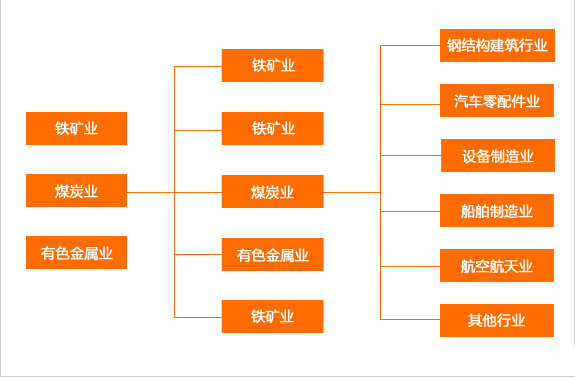 铁矿业
煤炭业
有色金属业
铁矿业
铁矿业
煤炭业
有色金属业
铁矿业
钢结构建筑行业
汽车零配件业
设备制造业
船舶制造业
航空航天业
其他行业